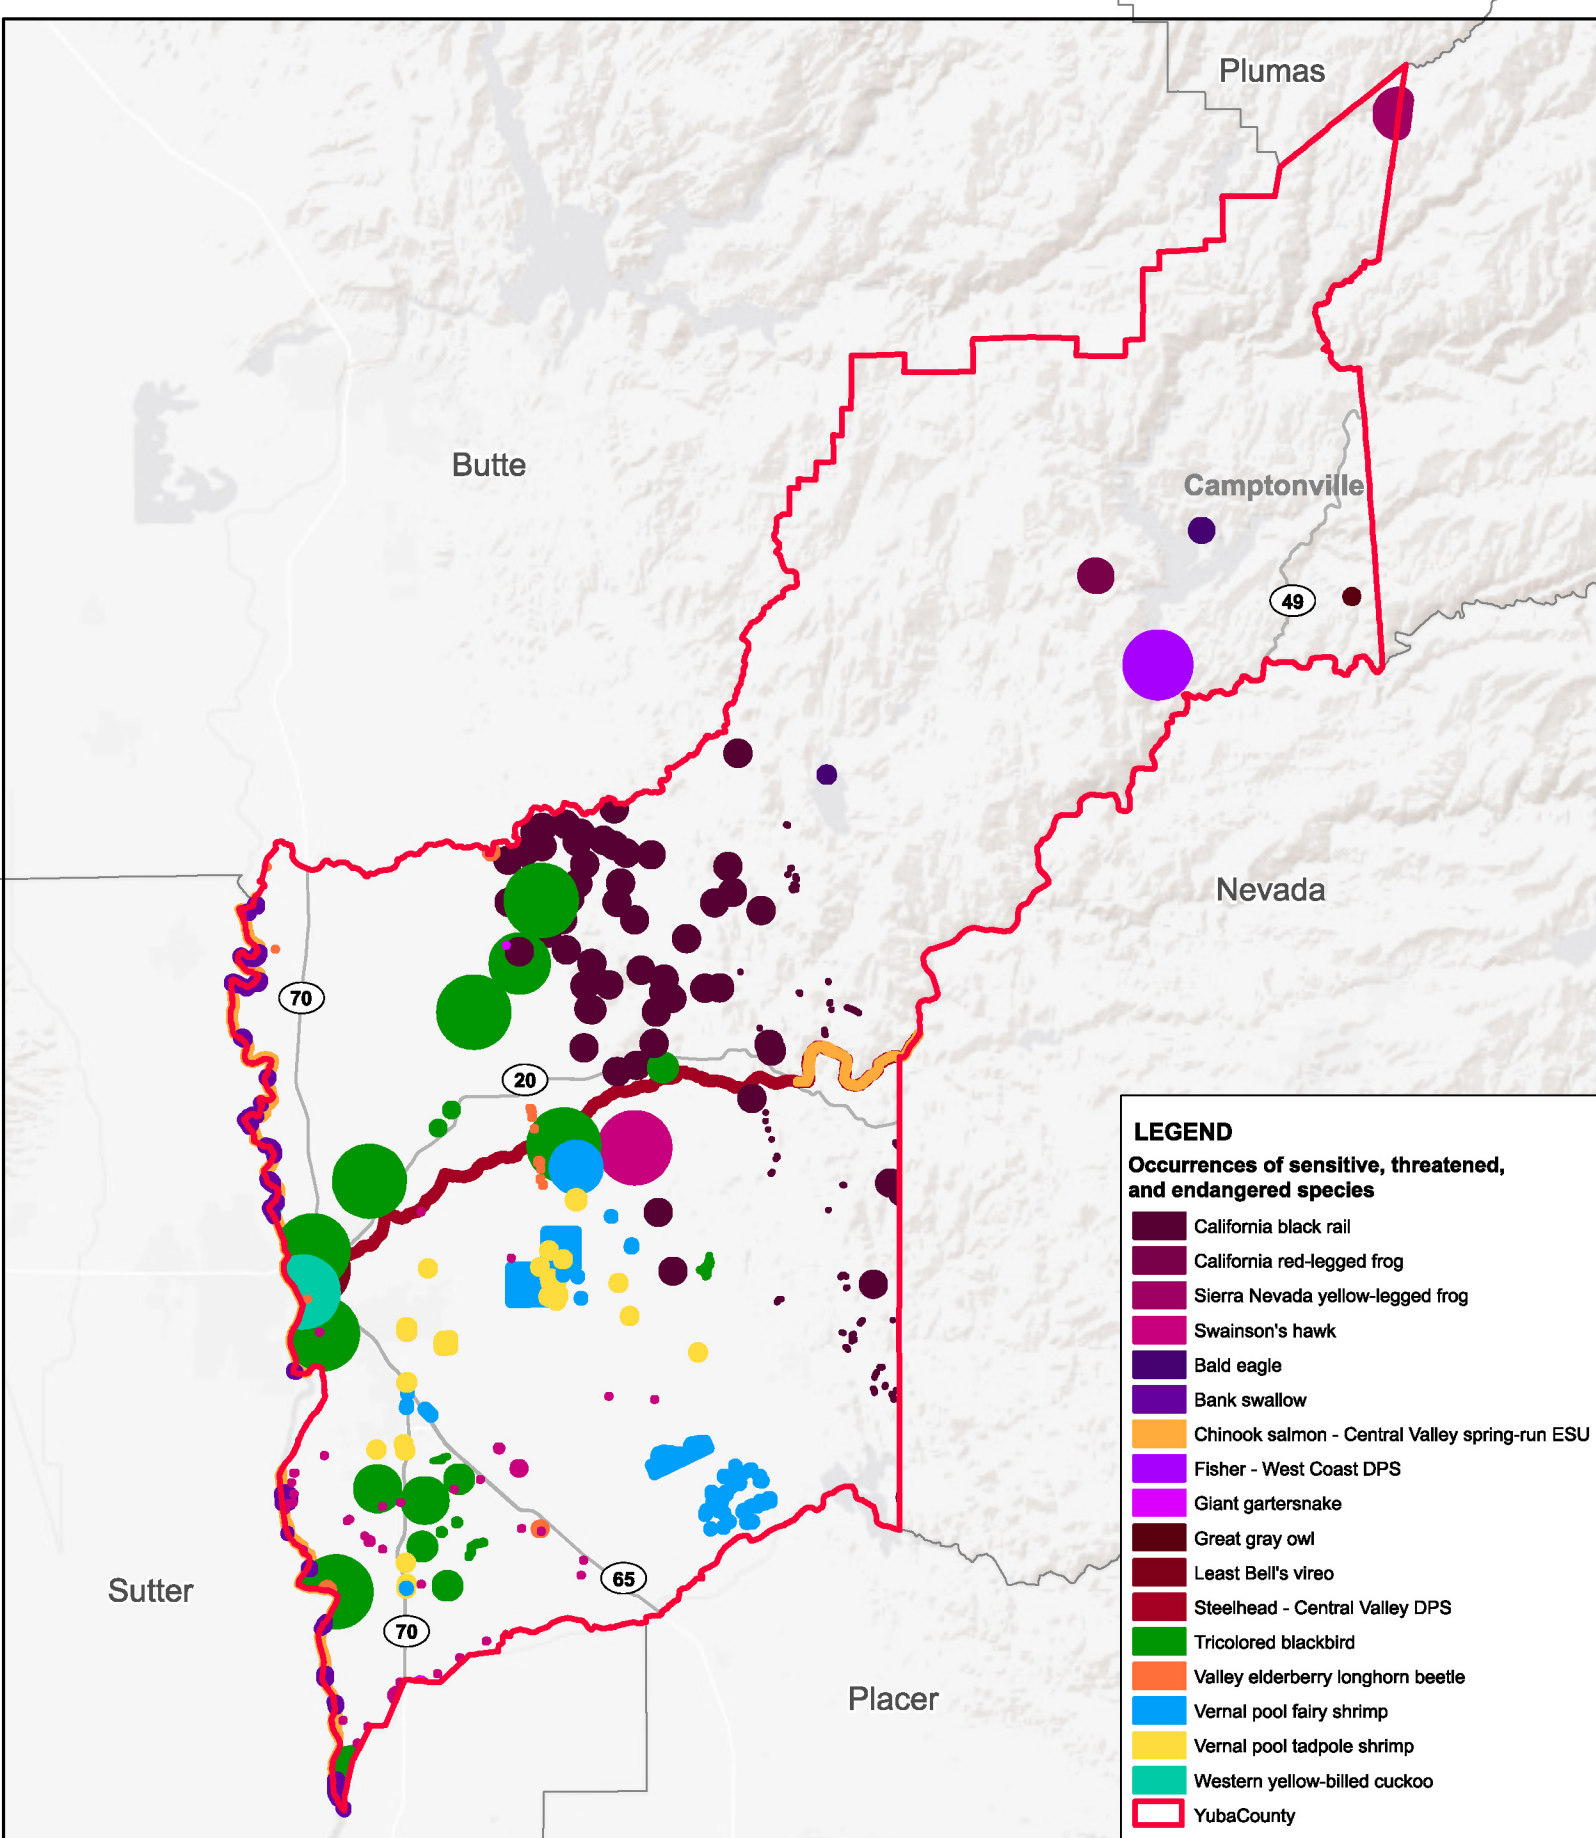 Plumas
Butte
Camptonville
49
Nevada
70
20
LEGEND
Occurrences of sensitive, threatened,
and endangered species
California black rail
California red-legged frog
Sierra Nevada yellow-legged frog
Swainson's hawk
Bald eagle
Bank swallow
Chinook salmon - Central Valley spring-run ESU
Fisher - West Coast DPS
Giant gartersnake
Great gray owl
Least Bell's vireo
Steelhead - Central Valley DPS
Tricolored blackbird
Valley elderberry longhorn beetle
Vernal pool fairy shrimp
Vernal pool tadpole shrimp
Western yellow-billed cuckoo
YubaCounty
65
Sutter
70
Placer